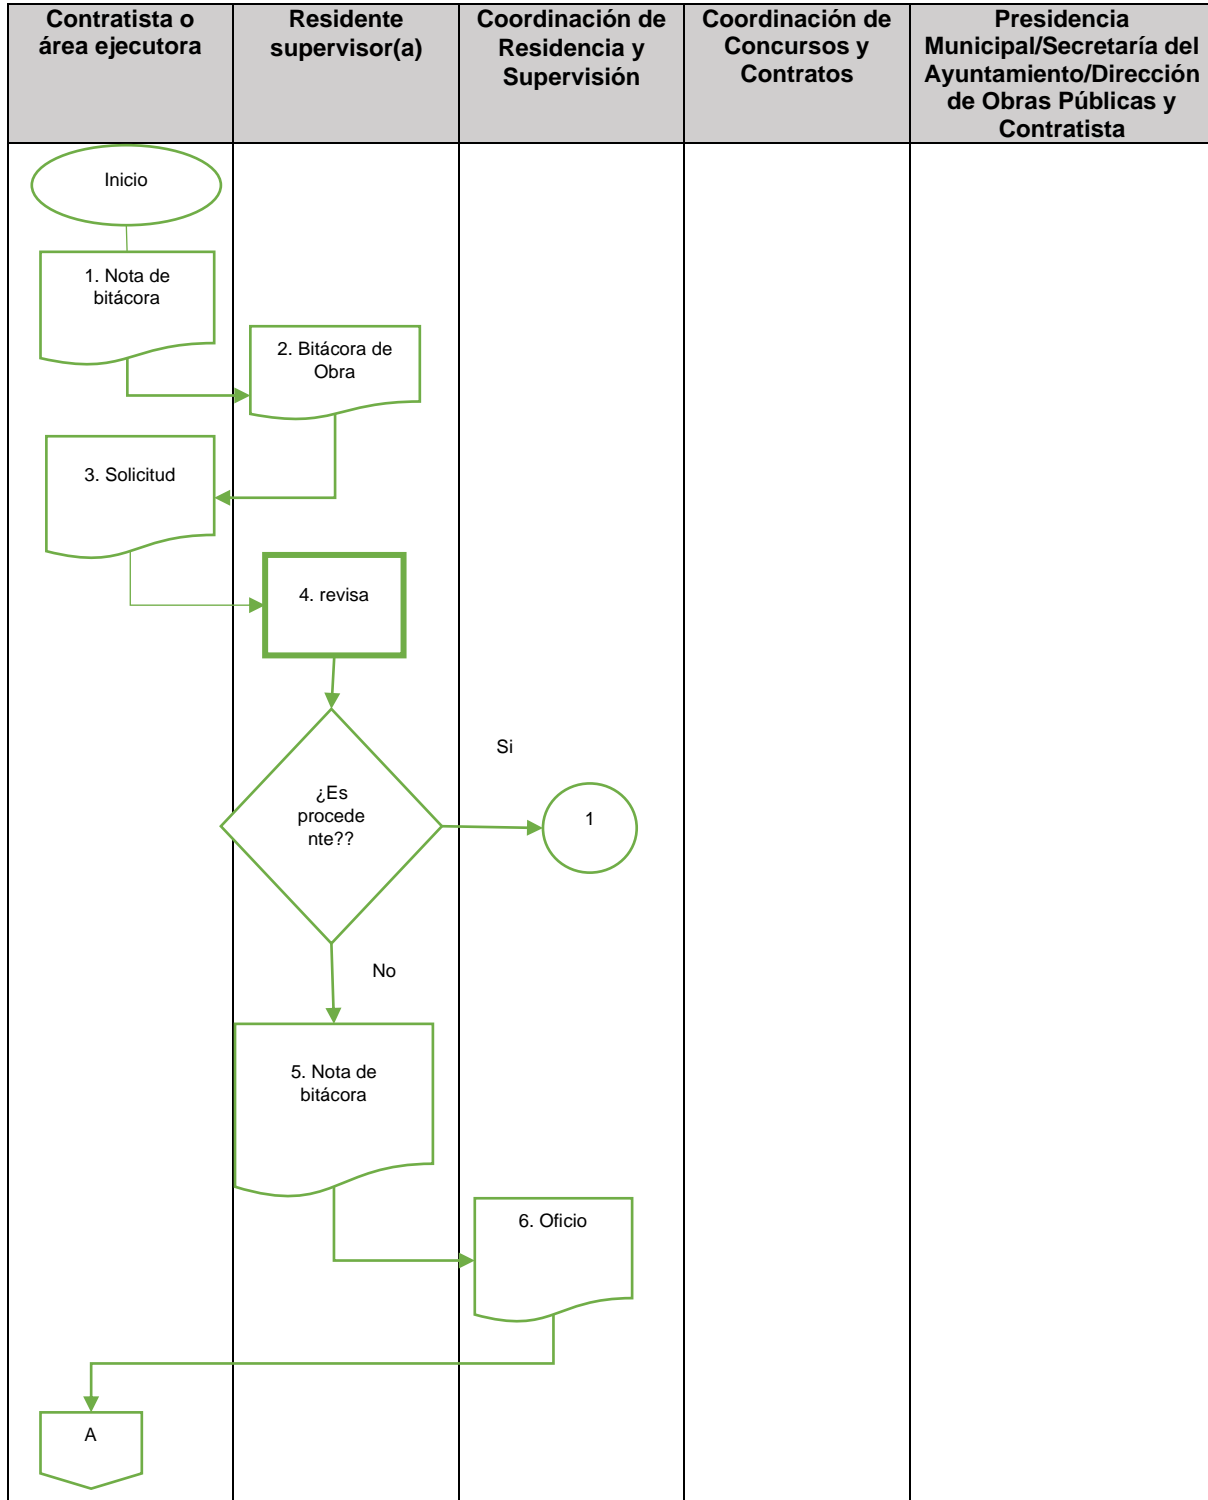 Contratista o
área ejecutora
Residente
supervisor(a)
Coordinación de
Residencia y
Supervisión
Coordinación de
Concursos y
Contratos
Presidencia
Municipal/Secretaría del
Ayuntamiento/Dirección
de Obras Públicas y
Contratista
Inicio
1. Nota de
bitácora
2. Bitácora de
Obra
3. Solicitud
4. revisa
¿Es
procede
nte??
Si
1
No
5. Nota de
bitácora
6. Oficio
A